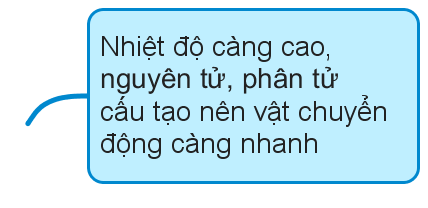 Nhiệt độ càng cao,
nguyên tử, phân tử
cấu tạo nên vật chuyển
động càng nhanh